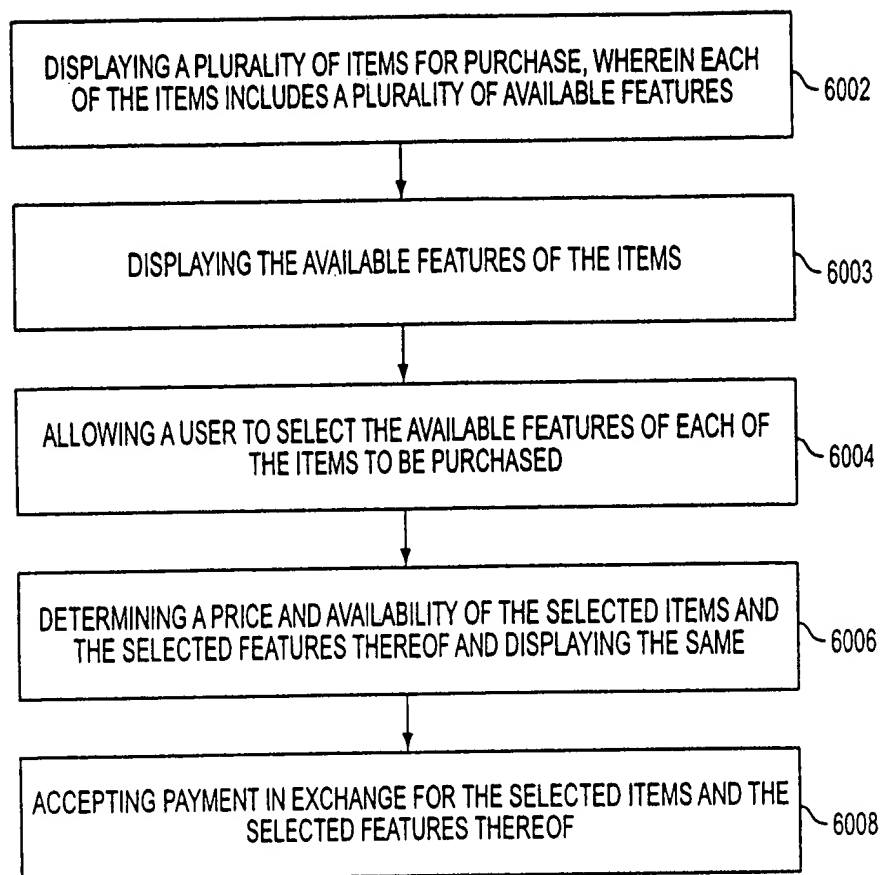 DISPLAYING A PLURALITY OF ITEMS FOR PURCHASE, WHEREIN EACH
OF THE ITEMS INCLUDES A PLURALITY OF AVAILABLE FEATURES
6002
DISPLAYING THE AVAILABLE FEATURES OF THE ITEMS
6003
ALLOWING A USER TO SELECT THE AVAILABLE FEATURES OF EACH OF
THE ITEMS TO BE PURCHASED
6004
DETERMINING A PRICE AND AVAILABILITY OF THE SELECTED ITEMS AND
THE SELECTED FEATURES THEREOF AND DISPLAYING THE SAME
6006
ACCEPTING PAYMENT IN EXCHANGE FOR THE SELECTED ITEMS AND THE
SELECTED FEATURES THEREOF
6008